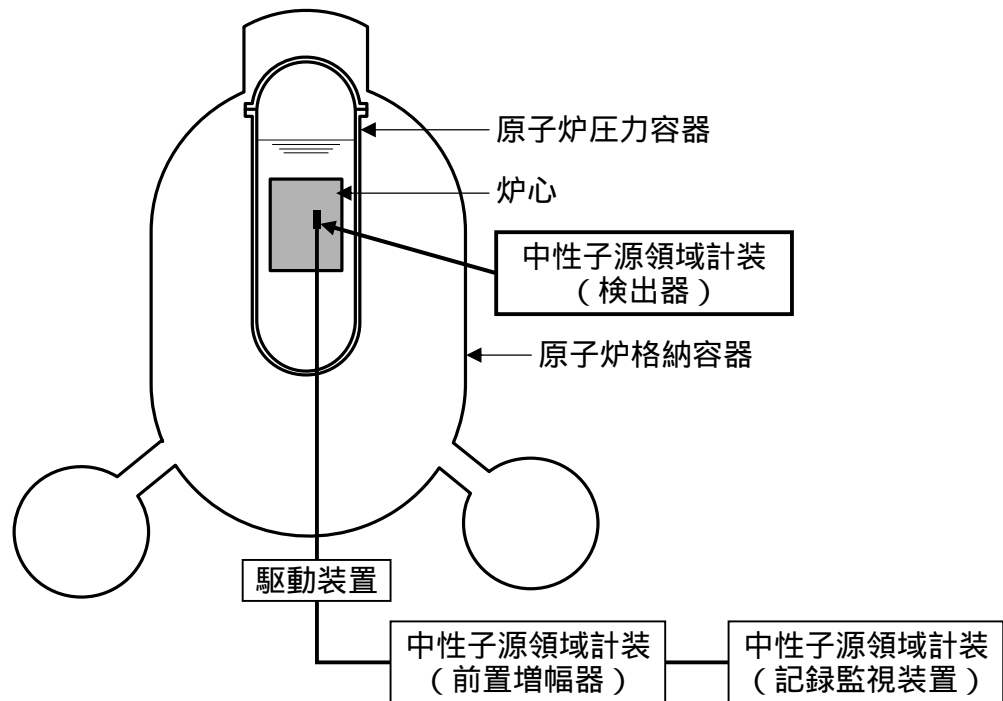 原子炉圧力容器
炉心
中性子源領域計装
（検出器）
原子炉格納容器
駆動装置
中性子源領域計装
（前置増幅器）
中性子源領域計装
（記録監視装置）